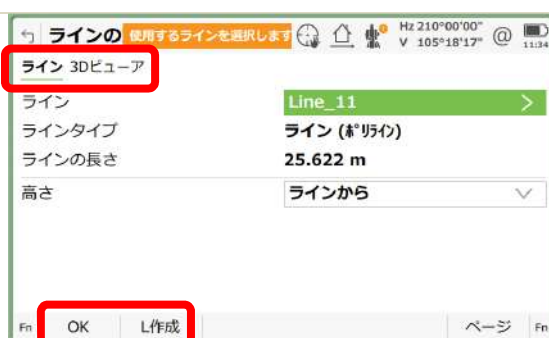 ラインの 使用するラインを選択します Hz 210°00'00" @
V 105°18'17" 11:34
ライン 3Dビューア
ライン Line_11 >
ラインタイプ ライン (ﾎﾟﾘﾗｲﾝ)
ラインの長さ 25.622 m
高さ ラインから
Fn OK L作成 ページ Fn